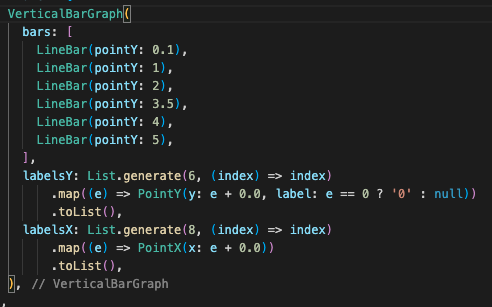 VerticalBarGraph(
bars: [
LineBar(pointY: 0.1),
LineBar(pointY: 1),
LineBar(pointY: 2),
LineBar(pointY: 3.5),
LineBar(pointY: 4),
LineBar(pointY: 5),
],
labelsY: List.generate(6, (index) => index)
.map((e) => PointY(y: e + 0.0, label: e == 0 ? '0' : null))
.toList(),
labelsX: List.generate(8, (index) => index)
.map((e) => PointX(x: e + 0.0))
.toList(),
), // VerticalBarGraph